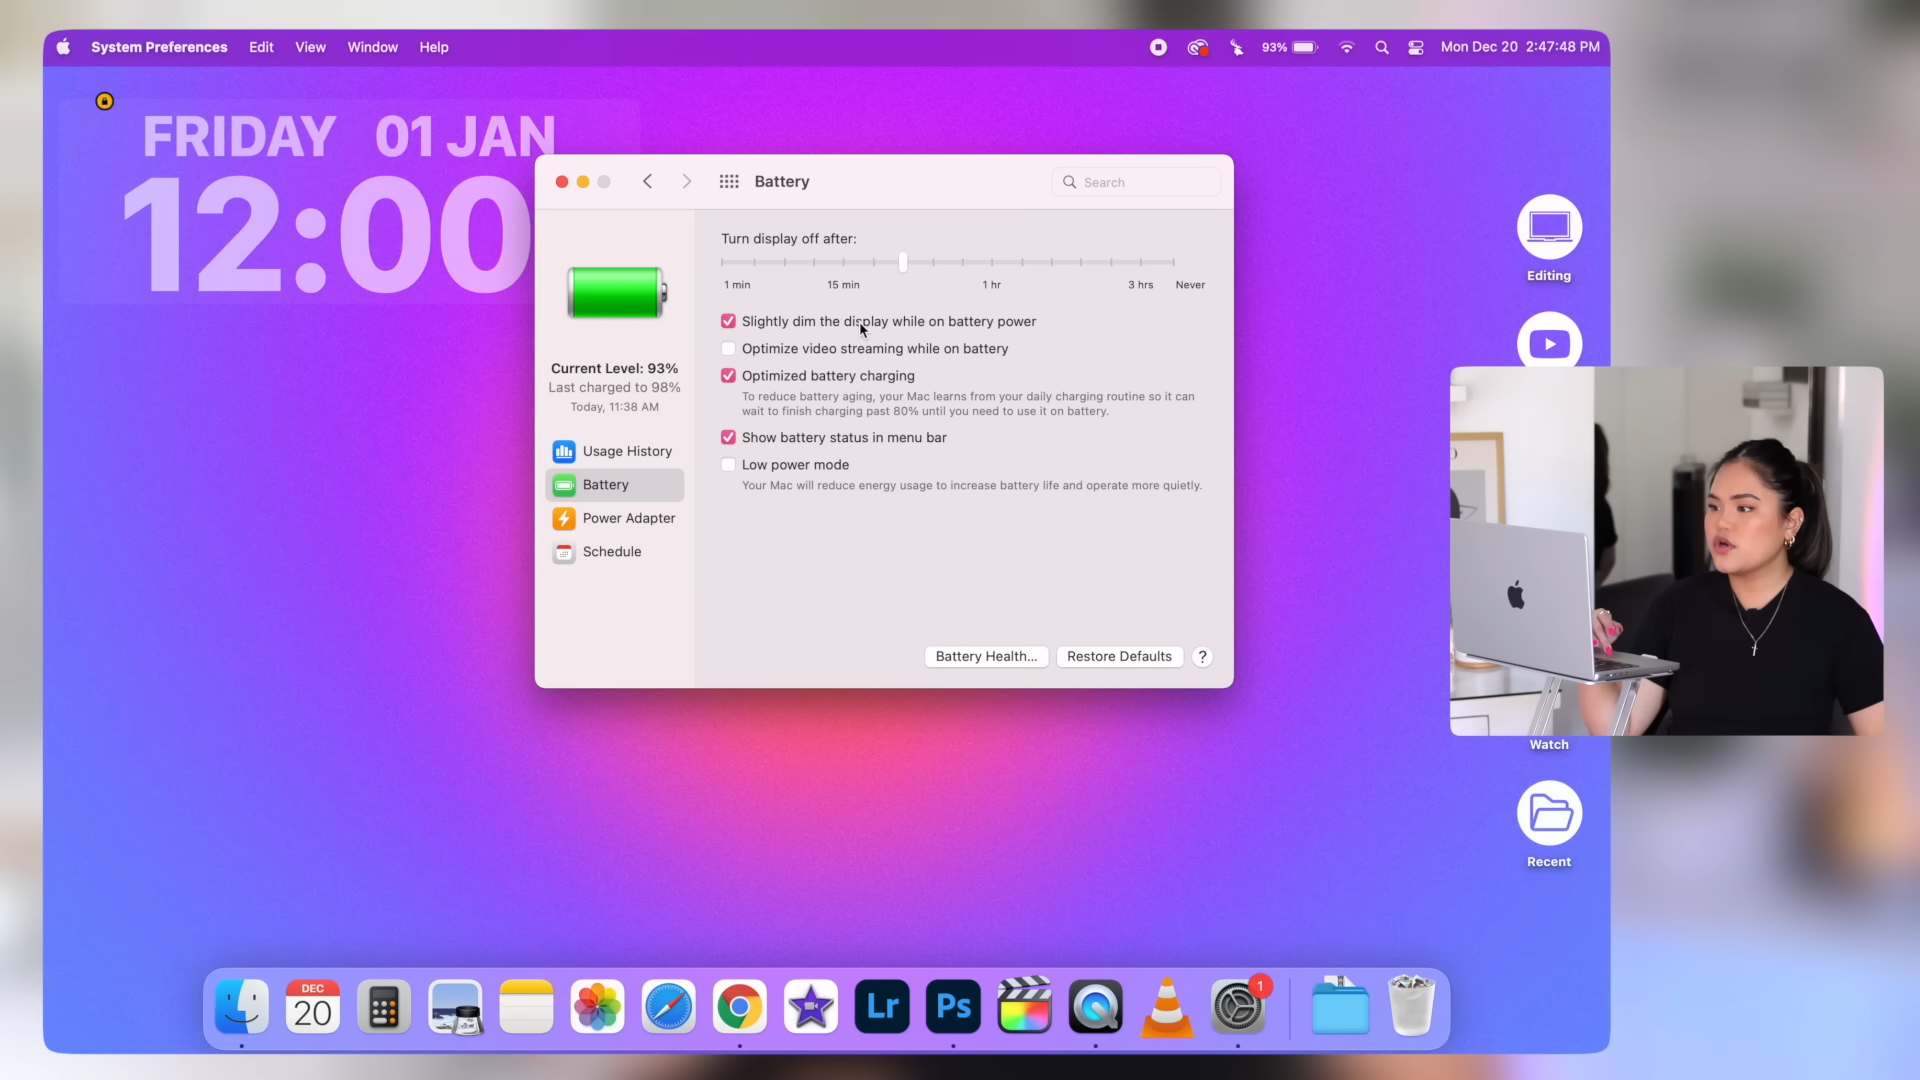 System Preferences Edit View Window Help 93% Mon Dec 20 2:47:48 PM
FRIDAY 01 JAN
12:00
Battery
Search
Turn display off after:
1 min 15 min 1 hr 3 hrs Never
Slightly dim the display while on battery power
Optimize video streaming while on battery
Optimized battery charging
To reduce battery aging, your Mac learns from your daily charging routine so it can
wait to finish charging past 80% until you need to use it on battery.
Show battery status in menu bar
Low power mode
Your Mac will reduce energy usage to increase battery life and operate more quietly.
Current Level: 93%
Last charged to 98%
Today, 11:38 AM
Usage History
Battery
Power Adapter
Schedule
Battery Health... Restore Defaults ?
Editing
Watch
Recent
DEC
20
Lr
Ps
1